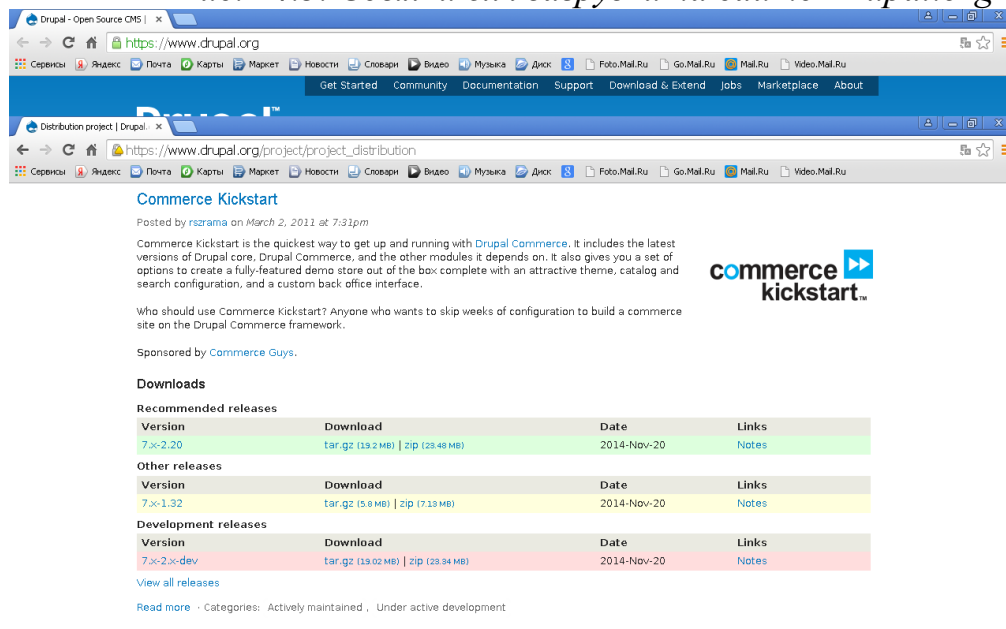 Drupal - Open Source CMS |
https://www.drupal.org
Сервисы Яндекс Почта Карты Маркет Новости Словари Видео Музыка Диск Foto.Mail.Ru Go.Mail.Ru Mail.Ru Video.Mail.Ru
Get Started Community Documentation Support Download & Extend Jobs Marketplace About
Distribution project | Drupal.
https://www.drupal.org/project/project_distribution
Сервисы Яндекс Почта Карты Маркет Новости Словари Видео Музыка Диск Foto.Mail.Ru Go.Mail.Ru Mail.Ru Video.Mail.Ru
Commerce Kickstart
Posted by rszrama on March 2, 2011 at 7:31pm
Commerce Kickstart is the quickest way to get up and running with Drupal Commerce. It includes the latest
versions of Drupal core, Drupal Commerce, and the other modules it depends on. It also gives you a set of
options to create a fully-featured demo store out of the box complete with an attractive theme, catalog and
search configuration, and a custom back office interface.
commerce
kickstart™
Who should use Commerce Kickstart? Anyone who wants to skip weeks of configuration to build a commerce
site on the Drupal Commerce framework.
Sponsored by Commerce Guys.
Downloads
Recommended releases
Version Download Date Links
7.x-2.20 tar.gz (19.2 MB) | zip (23.48 MB) 2014-Nov-20 Notes
Other releases
Version Download Date Links
7.x-1.32 tar.gz (5.8 MB) | zip (7.13 MB) 2014-Nov-20 Notes
Development releases
Version Download Date Links
7.x-2.x-dev tar.gz (19.02 MB) | zip (23.34 MB) 2014-Nov-20 Notes
View all releases
Read more · Categories: Actively maintained , Under active development